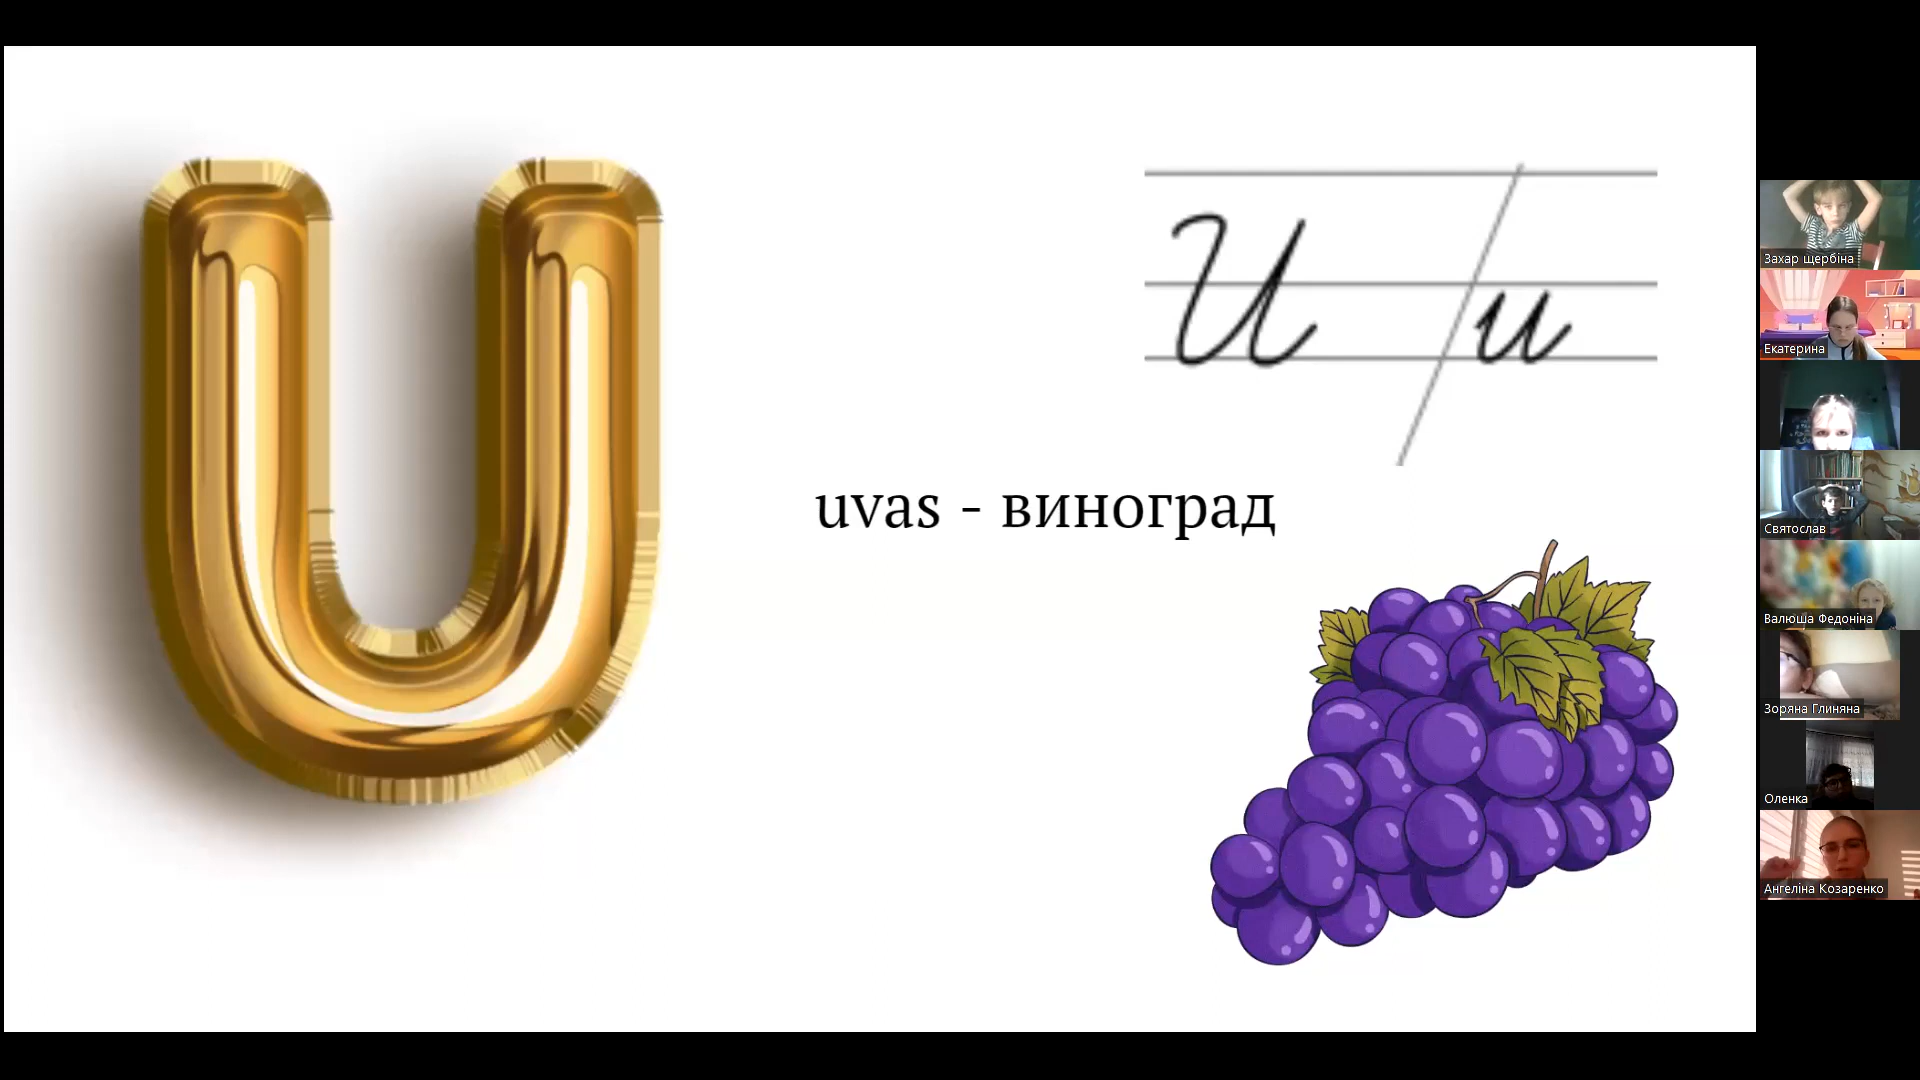 U
U u
uvas - виноград
Захар щербіна
Екатерина
Святослав
Валюша Федоніна
Зоряна Глиняна
Оленка
Ангеліна Козаренко